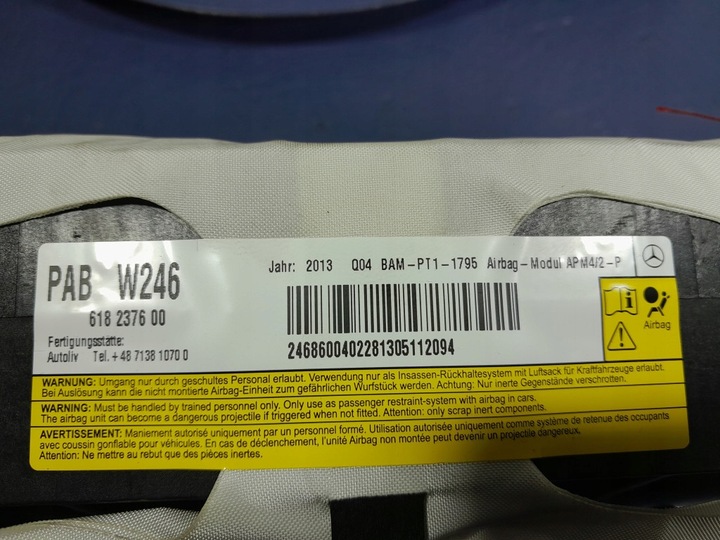 PAB W246
618 2376 00
Fertigungsstätte:
Autoliv Tel. +48 71381070 0
Jahr: 2013 Q04 BAM-PT1-1795 Airbag-Modul APM4/2-P
2468600402281305112094
Airbag
WARNUNG: Umgang nur durch geschultes Personal erlaubt. Verwendung nur als Insassen-Rückhaltesystem mit Luftsack für Kraftfahrzeuge erlaubt.
Bei Auslösung kann die nicht montierte Airbag-Einheit zum gefährlichen Wurfstück werden. Achtung: Nur inerte Gegenstände verschrotten.
WARNING: Must be handled by trained personnel only. Only use as passenger restraint-system with airbag in cars.
The airbag unit can become a dangerous projectile if triggered when not fitted. Attention: only scrap inert components.
AVERTISSEMENT: Maniement autorisé uniquement par un personnel formé. Utilisation autorisée uniquement comme système de retenue des occupants
avec coussin gonflable pour véhicules. En cas de déclenchement, l'unité Airbag non montée peut devenir un projectile dangereux.
Attention: Ne mettre au rebut que des pièces inertes.